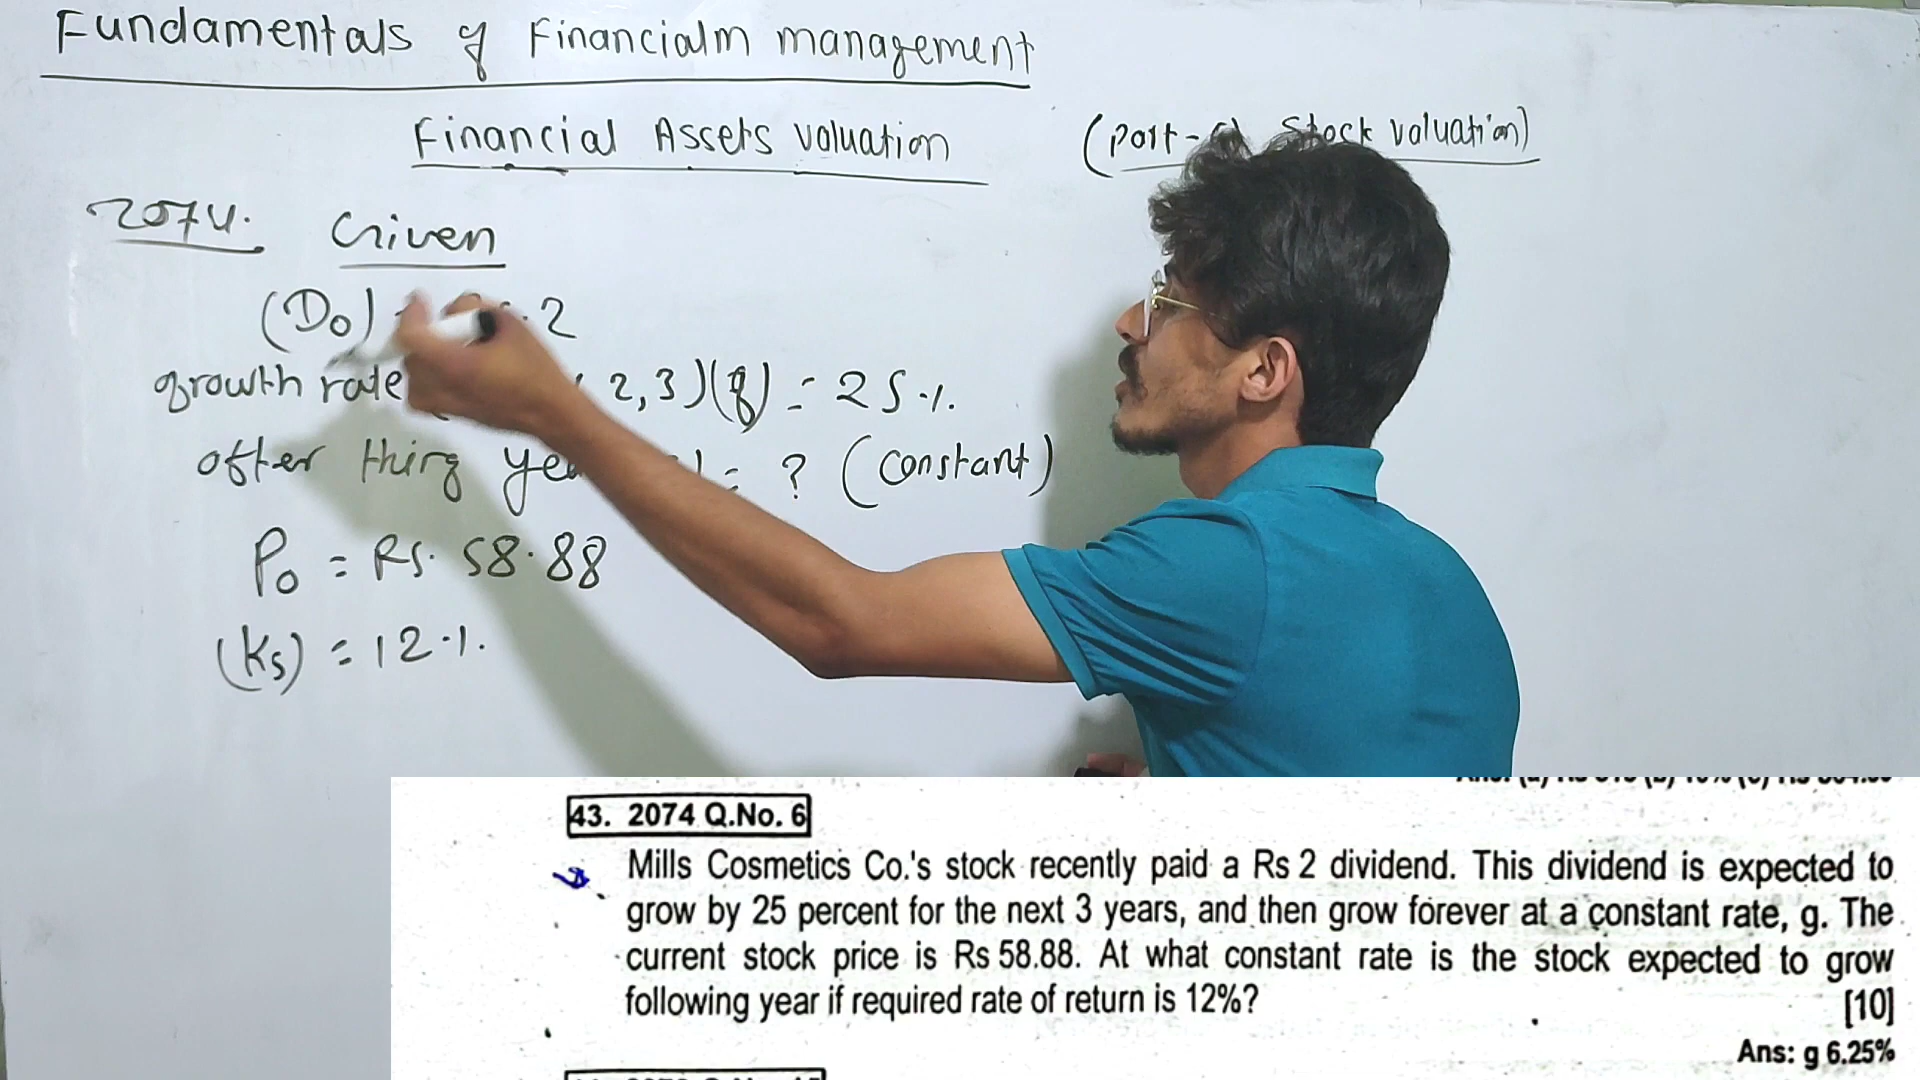 Fundamentals of Financialm management
Financial Assets Valuation
(Part- Stock valuation)
2074. Given
(D0) 2
growth rate 2,3)(g) = 25%.
after thirg = ? (constant)
P0 = Rs. 58.88
(Ks) = 12%.
43. 2074 Q.No. 6
Mills Cosmetics Co.'s stock recently paid a Rs 2 dividend. This dividend is expected to
grow by 25 percent for the next 3 years, and then grow forever at a constant rate, g. The
current stock price is Rs 58.88. At what constant rate is the stock expected to grow
following year if required rate of return is 12%?
[10]
Ans: g 6.25%